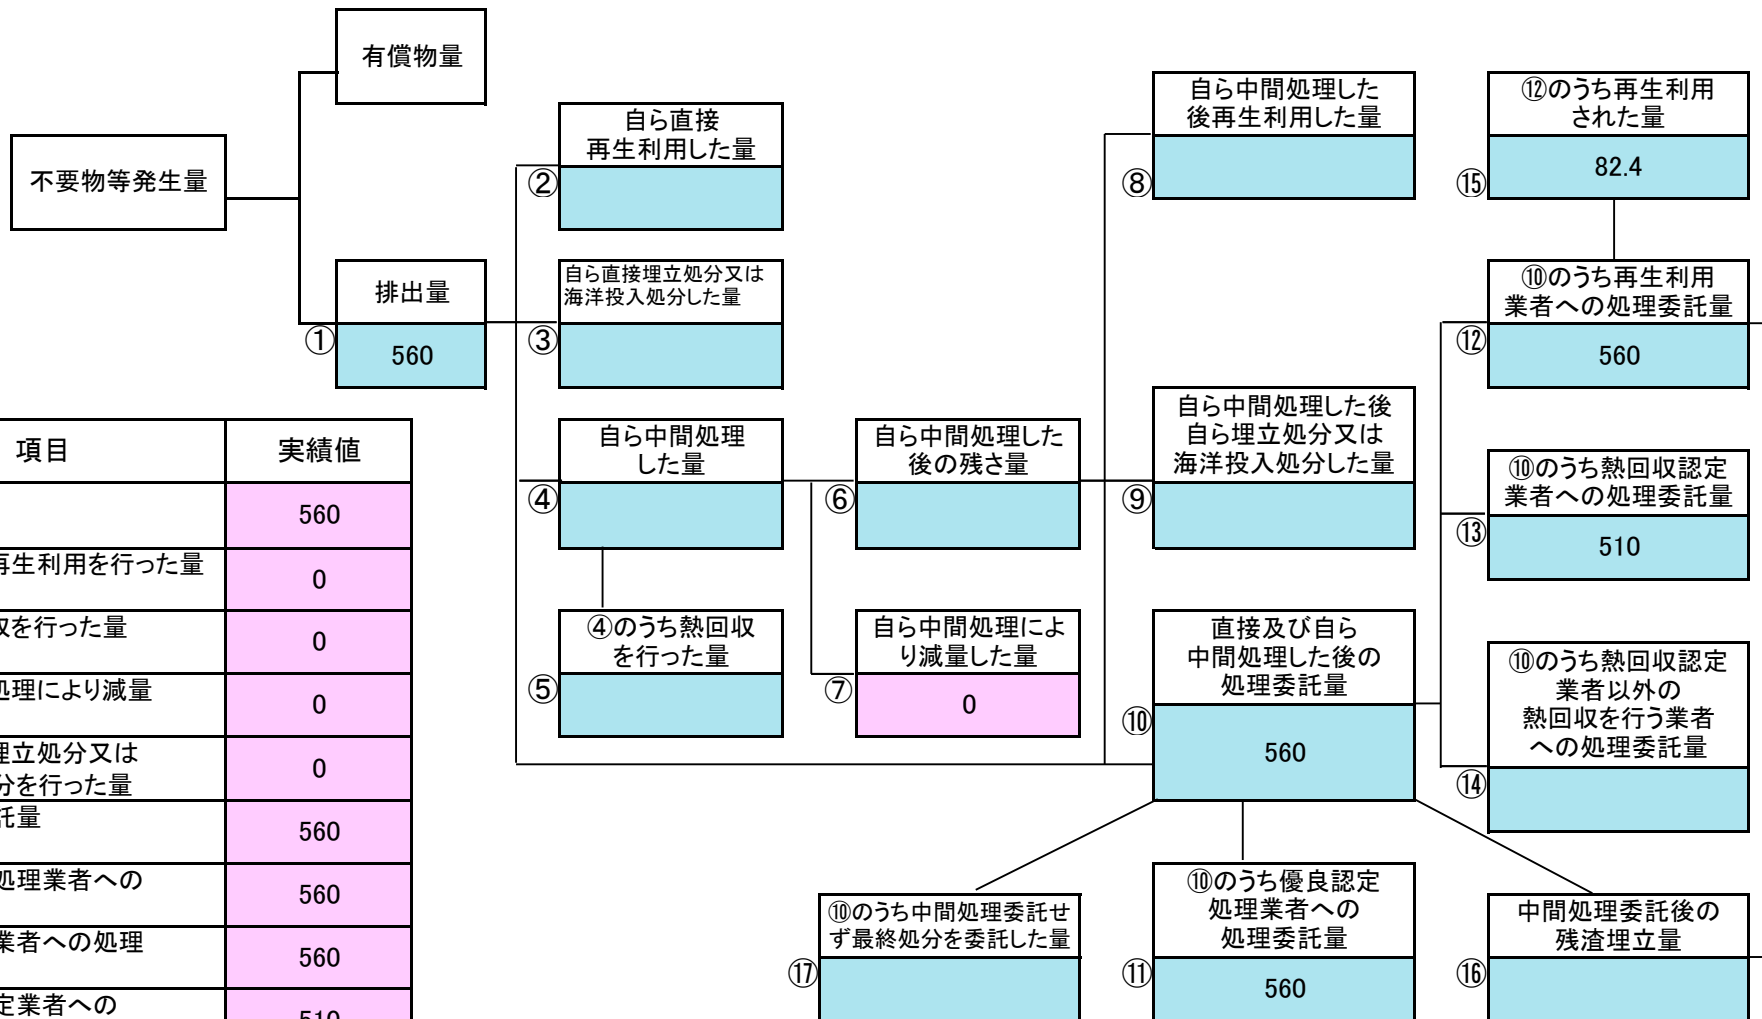 有償物量
不要物等発生量
排出量
①
560
自ら直接
再生利用した量
②
自ら直接埋立処分又は
海洋投入処分した量
③
自ら中間処理
した量
④
④のうち熱回収
を行った量
⑤
自ら中間処理した
後の残さ量
⑥
自ら中間処理によ
り減量した量
⑦
0
自ら中間処理した
後再生利用した量
⑧
自ら中間処理した後
自ら埋立処分又は
海洋投入処分した量
⑨
直接及び自ら
中間処理した後の
処理委託量
⑩
560
⑫のうち再生利用
された量
⑮
82.4
⑩のうち再生利用
業者への処理委託量
⑫
560
⑩のうち熱回収認定
業者への処理委託量
⑬
510
⑩のうち熱回収認定
業者以外の
熱回収を行う業者
への処理委託量
⑭
⑩のうち中間処理委託せ
ず最終処分を委託した量
⑰
⑩のうち優良認定
処理業者への
処理委託量
⑪
560
中間処理委託後の
残渣埋立量
⑯
項目
実績値
560
再生利用を行った量
0
を行った量
0
処理により減量
0
埋立処分又は
分を行った量
0
託量
560
処理業者への
560
業者への処理
560
定業者への
510